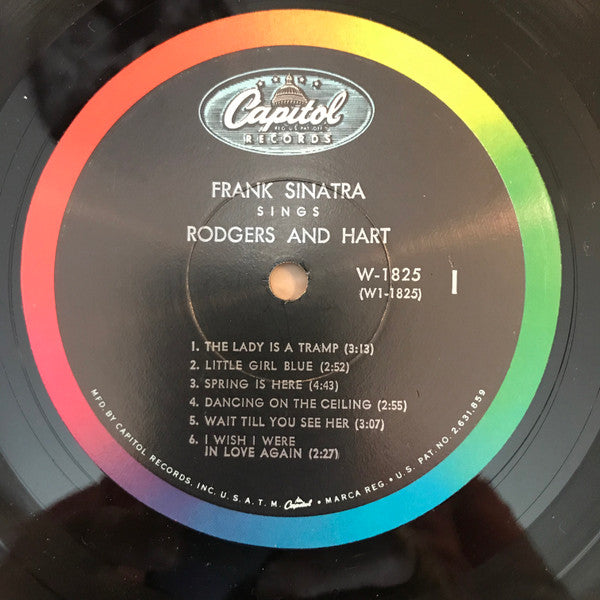 Capitol
REG. U.S. PAT. OFF.
RECORDS
FRANK SINATRA
SINGS
RODGERS AND HART
W-1825
(W1-1825)
1
1. THE LADY IS A TRAMP (3:13)
2. LITTLE GIRL BLUE (2:52)
3. SPRING IS HERE (4:43)
4. DANCING ON THE CEILING (2:55)
5. WAIT TILL YOU SEE HER (3:07)
6. I WISH I WERE
IN LOVE AGAIN (2:27)
MFD. BY CAPITOL RECORDS, INC. U.S.A. T.M. Capitol • MARCA REG. • U.S. PAT. NO. 2,631,859